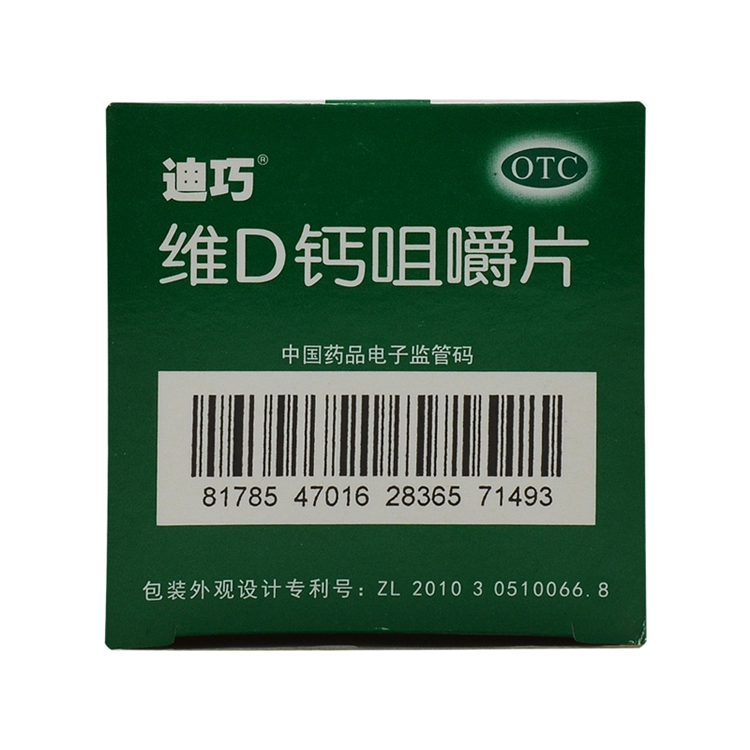 迪巧®
OTC
维D钙咀嚼片
中国药品电子监管码
81785 47016 28365 71493
包装外观设计专利号：ZL 2010 3 0510066.8